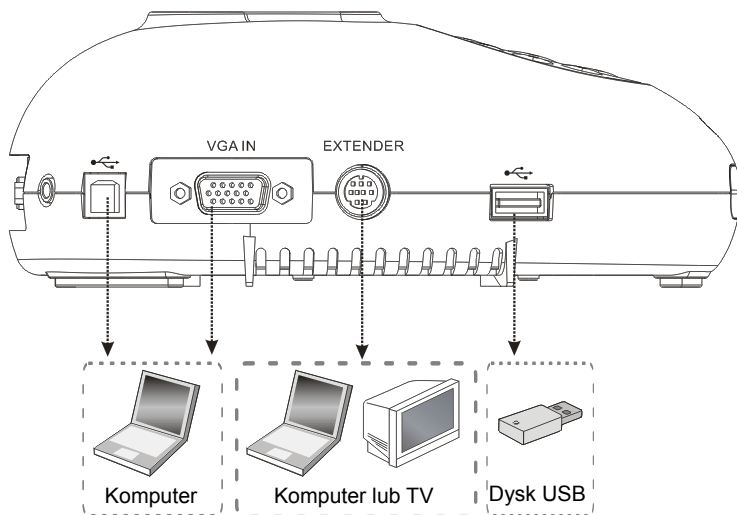 VGA IN
EXTENDER
Komputer
Komputer lub TV
Dysk USB